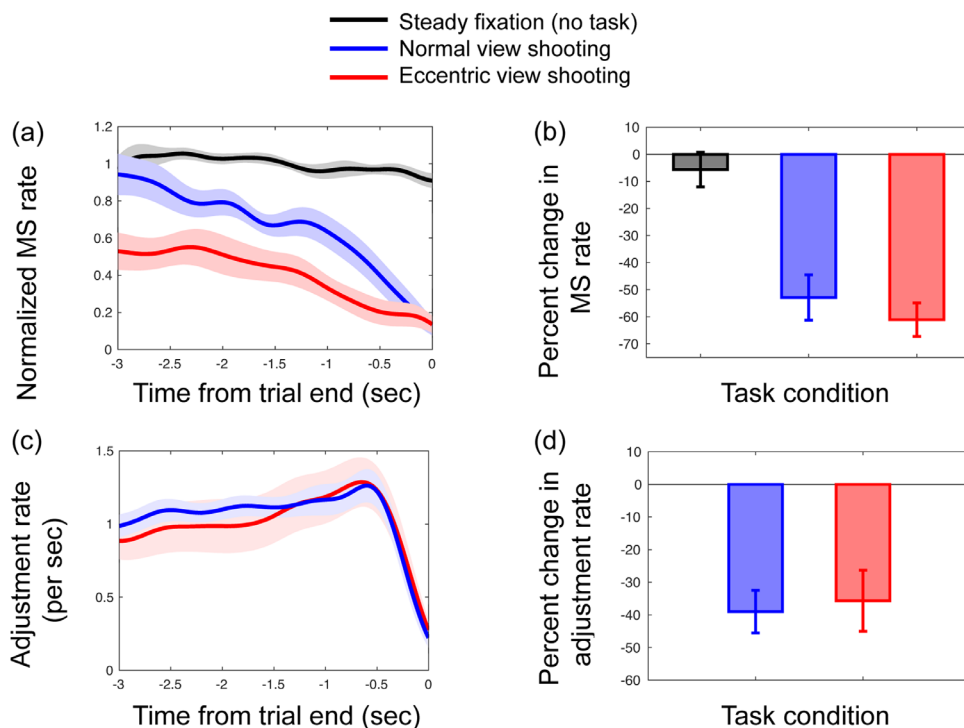 Steady fixation (no task)
Normal view shooting
Eccentric view shooting
(a)
Normalized MS rate
1.2
1
0.8
0.6
0.4
0.2
0
-3 -2.5 -2 -1.5 -1 -0.5 0
Time from trial end (sec)
(b)
Percent change in
MS rate
10
0
-10
-20
-30
-40
-50
-60
-70
Task condition
(c)
Adjustment rate
(per sec)
1.5
1
0.5
0
-3 -2.5 -2 -1.5 -1 -0.5 0
Time from trial end (sec)
(d)
Percent change in
adjustment rate
10
0
-10
-20
-30
-40
-50
-60
Task condition